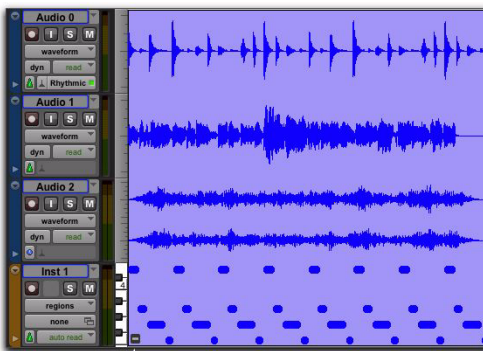 Audio 0
I S M
waveform
dyn read
Rhythmic
Audio 1
I S M
waveform
dyn read
Audio 2
I S M
waveform
dyn read
Inst 1
S M
regions
4
none
auto read